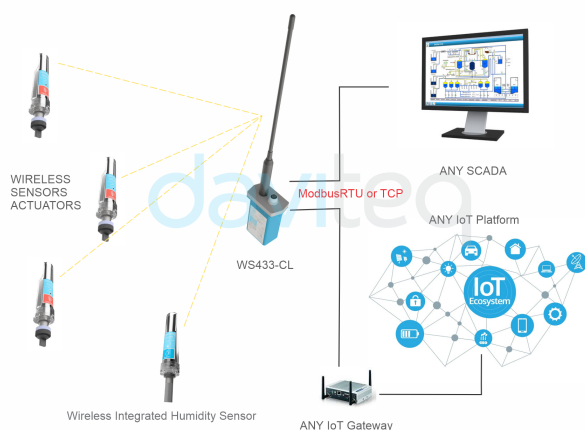 ANY SCADA
WIRELESS
SENSORS
ACTUATORS
daviteq
ModbusRTU or TCP
ANY IoT Platform
WS433-CL
IoT
Ecosystem
Wireless Integrated Humidity Sensor
ANY IoT Gateway